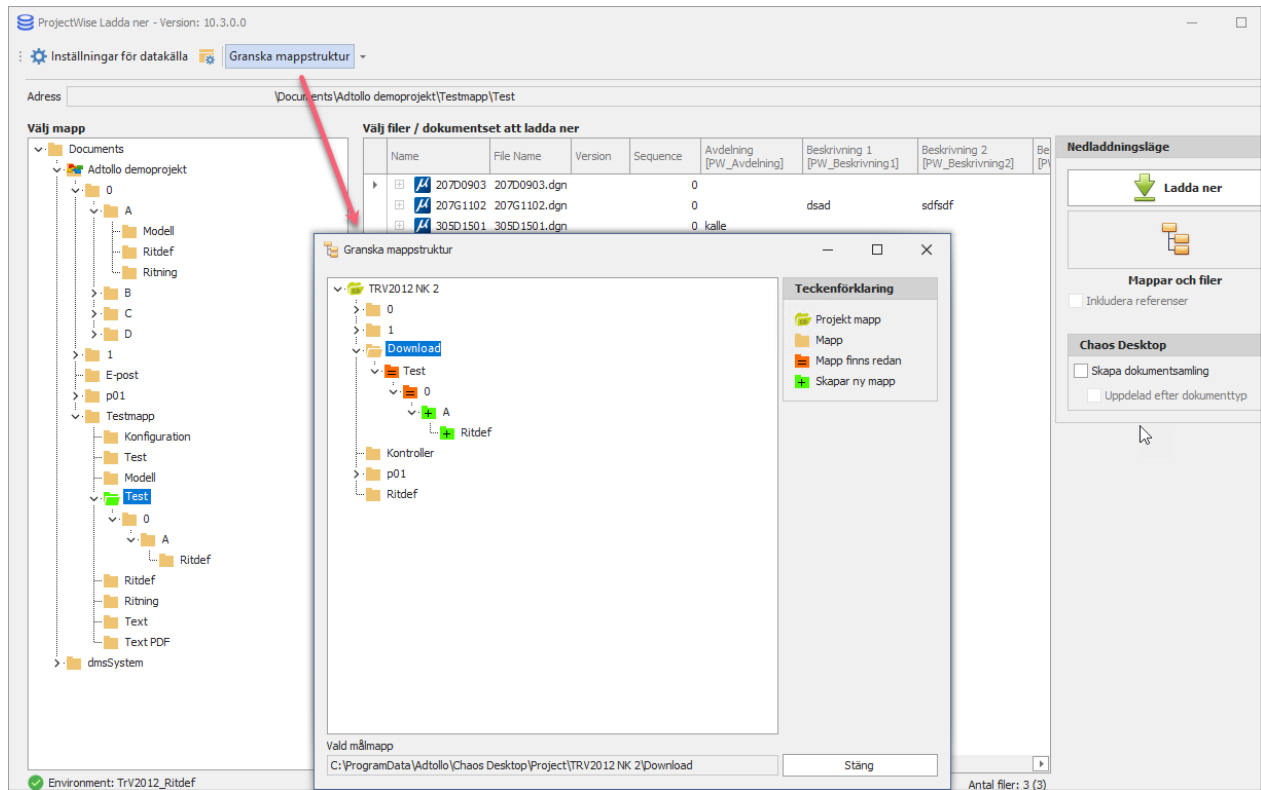 ProjectWise Ladda ner - Version: 10.3.0.0
Inställningar för datakälla Granska mappstruktur
Adress \Documents\Adtollo demoprojekt\Testmapp\Test
Välj mapp
Documents
Adtollo demoprojekt
0
A
Modell
Ritdef
Ritning
B
C
D
1
E-post
p01
Testmapp
Konfiguration
Test
Modell
Test
0
A
Ritdef
Ritdef
Ritning
Text
Text PDF
dmsSystem
Environment: TrV2012_Ritdef
Välj filer / dokumentset att ladda ner
Name File Name Version Sequence Avdelning [PW_Avdelning] Beskrivning 1 [PW_Beskrivning1] Beskrivning 2 [PW_Beskrivning2] Be [PW
207D0903 207D0903.dgn 0
207G1102 207G1102.dgn 0 dsad sdfsdf
305D1501 305D1501.dgn 0 kalle
Granska mappstruktur
TRV2012 NK 2
0
1
Download
Test
0
A
Ritdef
Kontroller
p01
Ritdef
Teckenförklaring
Projekt mapp
Mapp
Mapp finns redan
Skapar ny mapp
Vald målmapp
C:\ProgramData\Adtollo\Chaos Desktop\Project\TRV2012 NK 2\Download
Stäng
Antal filer: 3 (3)
Nedladdningsläge
Ladda ner
Mappar och filer
Inkludera referenser
Chaos Desktop
Skapa dokumentsamling
Uppdelad efter dokumenttyp